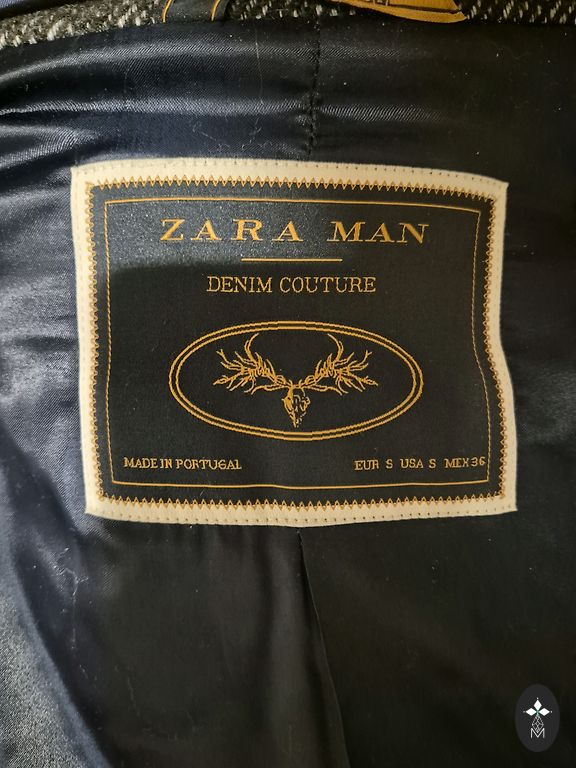 ZARA MAN
DENIM COUTURE
MADE IN PORTUGAL
EUR S USA S MEX 36
M